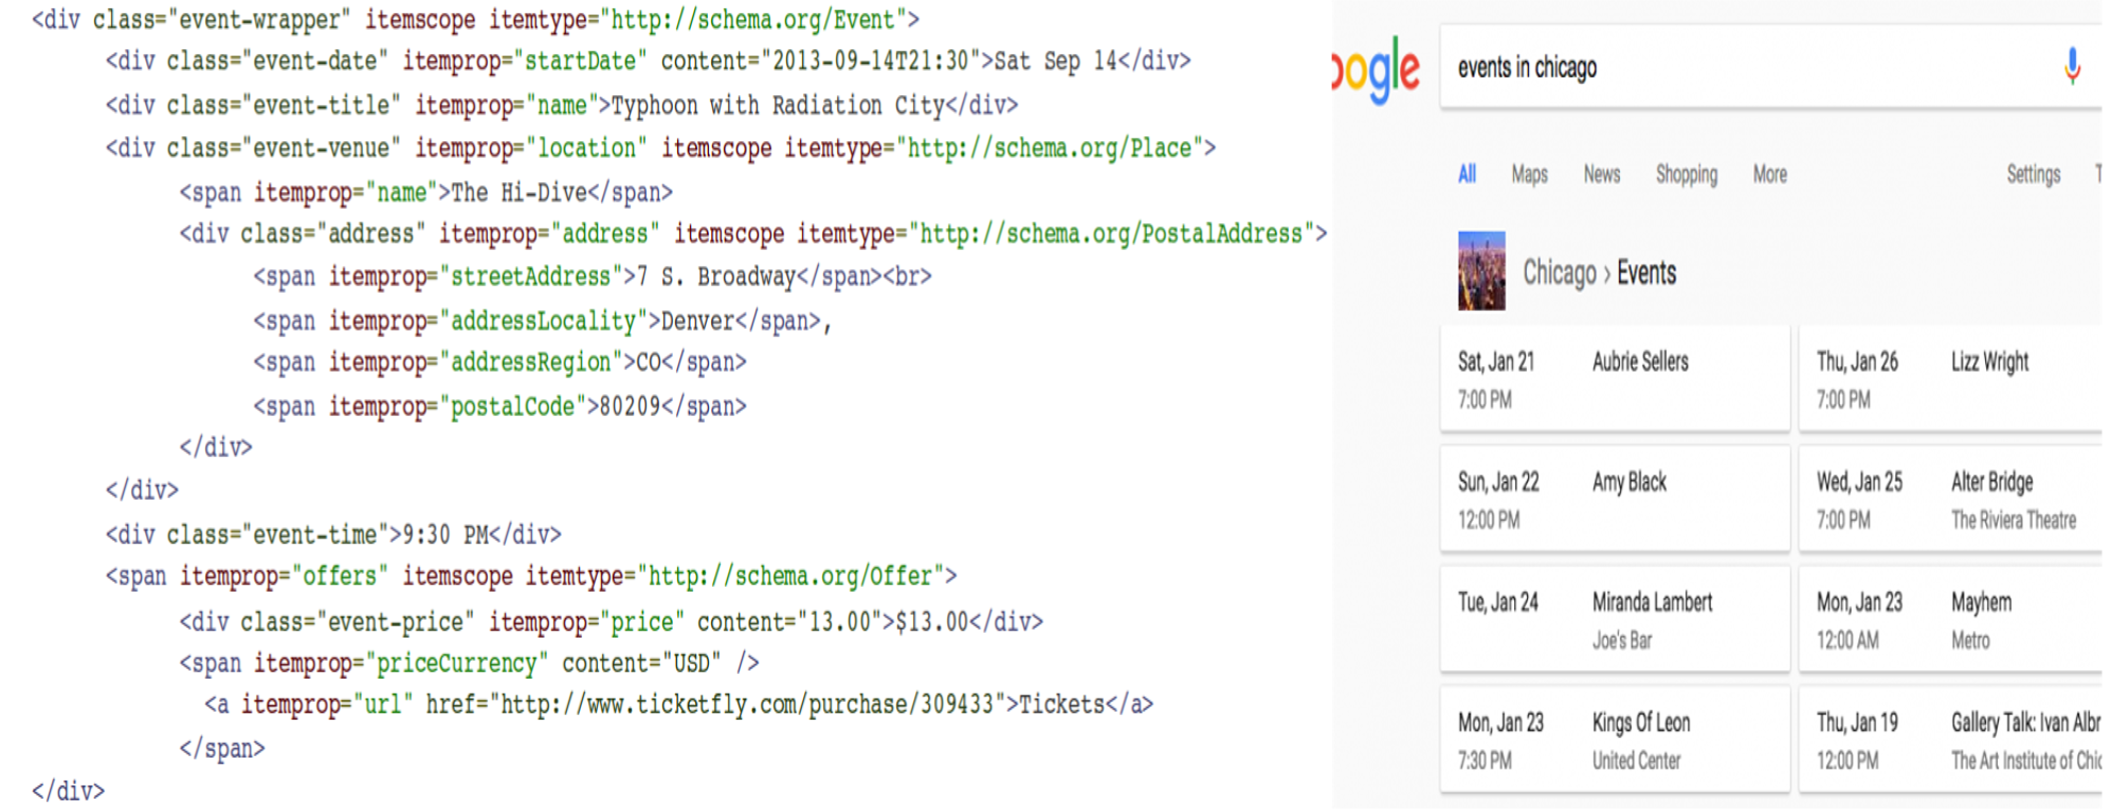 <div class="event-wrapper" itemscope itemtype="http://schema.org/Event">
<div class="event-date" itemprop="startDate" content="2013-09-14T21:30">Sat Sep 14</div>
<div class="event-title" itemprop="name">Typhoon with Radiation City</div>
<div class="event-venue" itemprop="location" itemscope itemtype="http://schema.org/Place">
<span itemprop="name">The Hi-Dive</span>
<div class="address" itemprop="address" itemscope itemtype="http://schema.org/PostalAddress">
<span itemprop="streetAddress">7 S. Broadway</span><br>
<span itemprop="addressLocality">Denver</span>,
<span itemprop="addressRegion">CO</span>
<span itemprop="postalCode">80209</span>
</div>
</div>
<div class="event-time">9:30 PM</div>
<span itemprop="offers" itemscope itemtype="http://schema.org/Offer">
<div class="event-price" itemprop="price" content="13.00">$13.00</div>
<span itemprop="priceCurrency" content="USD" />
<a itemprop="url" href="http://www.ticketfly.com/purchase/309433">Tickets</a>
</span>
</div>
oogle
events in chicago
All Maps News Shopping More Settings T
Chicago › Events
Sat, Jan 21 Aubrie Sellers
7:00 PM
Thu, Jan 26 Lizz Wright
7:00 PM
Sun, Jan 22 Amy Black
12:00 PM
Wed, Jan 25 Alter Bridge
7:00 PM The Riviera Theatre
Tue, Jan 24 Miranda Lambert
Joe's Bar
Mon, Jan 23 Mayhem
12:00 AM Metro
Mon, Jan 23 Kings Of Leon
7:30 PM United Center
Thu, Jan 19 Gallery Talk: Ivan Albr
12:00 PM The Art Institute of Chic